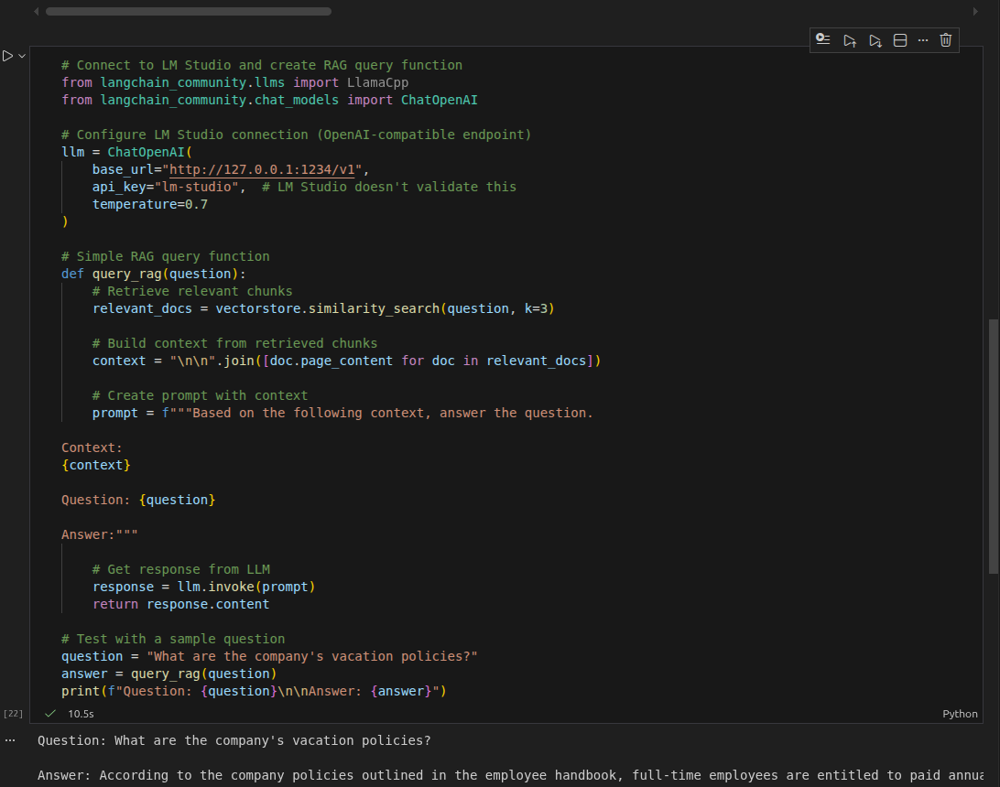 # Connect to LM Studio and create RAG query function
from langchain_community.llms import LlamaCpp
from langchain_community.chat_models import ChatOpenAI

# Configure LM Studio connection (OpenAI-compatible endpoint)
llm = ChatOpenAI(
    base_url="http://127.0.0.1:1234/v1",
    api_key="lm-studio",  # LM Studio doesn't validate this
    temperature=0.7
)

# Simple RAG query function
def query_rag(question):
    # Retrieve relevant chunks
    relevant_docs = vectorstore.similarity_search(question, k=3)

    # Build context from retrieved chunks
    context = "\n\n".join([doc.page_content for doc in relevant_docs])

    # Create prompt with context
    prompt = f"""Based on the following context, answer the question.

Context:
{context}

Question: {question}

Answer:"""

    # Get response from LLM
    response = llm.invoke(prompt)
    return response.content

# Test with a sample question
question = "What are the company's vacation policies?"
answer = query_rag(question)
print(f"Question: {question}\n\nAnswer: {answer}")
[22]
10.5s
Python
Question: What are the company's vacation policies?

Answer: According to the company policies outlined in the employee handbook, full-time employees are entitled to paid